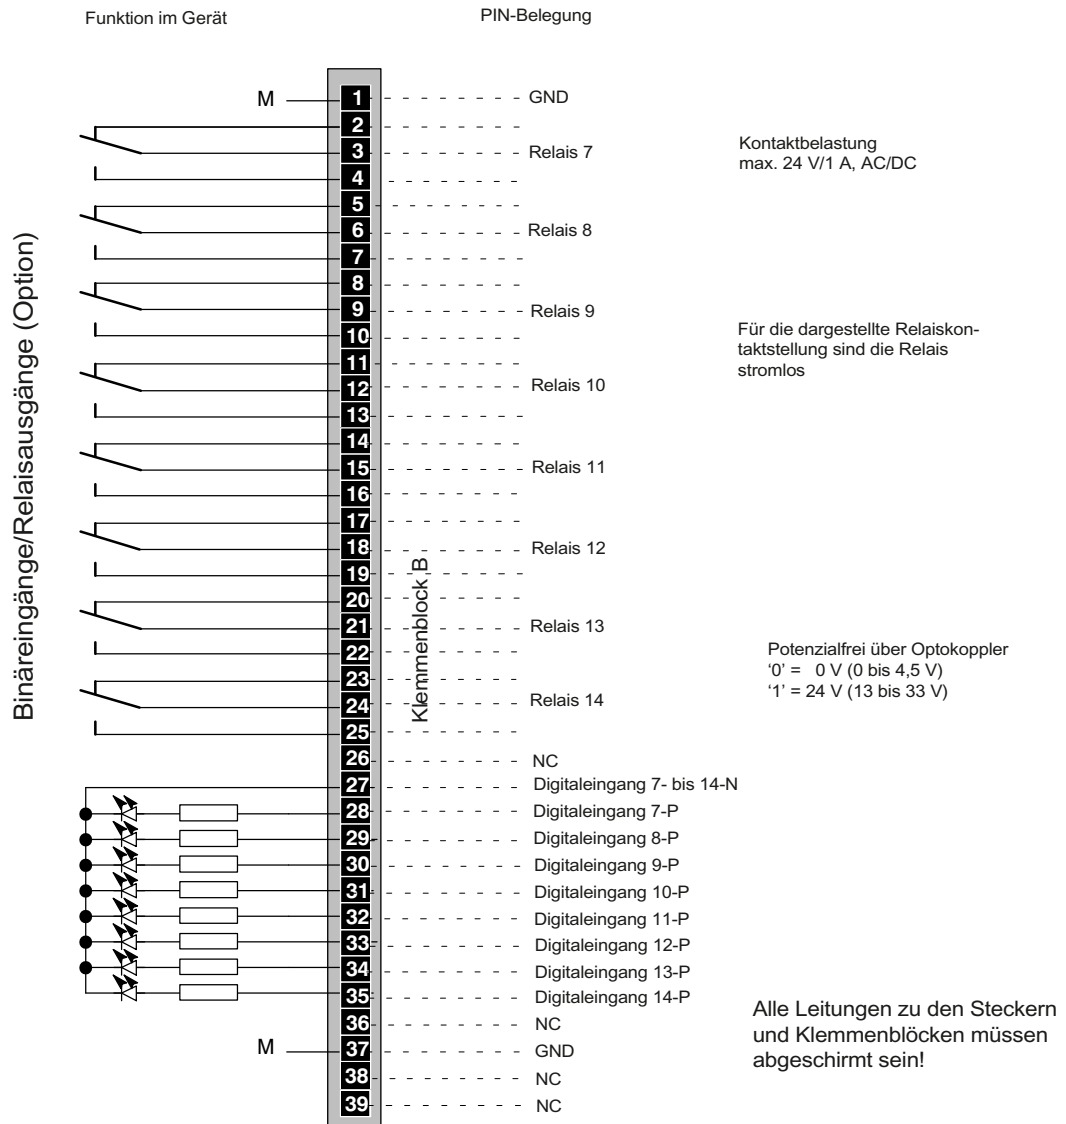 Funktion im Gerät
PIN-Belegung
Binäreingänge/Relaisausgänge (Option)
Klemmenblock B
M 1 GND
2
3 Relais 7
4
5
6 Relais 8
7
8
9 Relais 9
10
11
12 Relais 10
13
14
15 Relais 11
16
17
18 Relais 12
19
20
21 Relais 13
22
23
24 Relais 14
25
26 NC
27 Digitaleingang 7- bis 14-N
28 Digitaleingang 7-P
29 Digitaleingang 8-P
30 Digitaleingang 9-P
31 Digitaleingang 10-P
32 Digitaleingang 11-P
33 Digitaleingang 12-P
34 Digitaleingang 13-P
35 Digitaleingang 14-P
36 NC
M 37 GND
38 NC
39 NC
Kontaktbelastung
max. 24 V/1 A, AC/DC
Für die dargestellte Relaiskon-
taktstellung sind die Relais
stromlos
Potenzialfrei über Optokoppler
‘0’ = 0 V (0 bis 4,5 V)
‘1’ = 24 V (13 bis 33 V)
Alle Leitungen zu den Steckern
und Klemmenblöcken müssen
abgeschirmt sein!